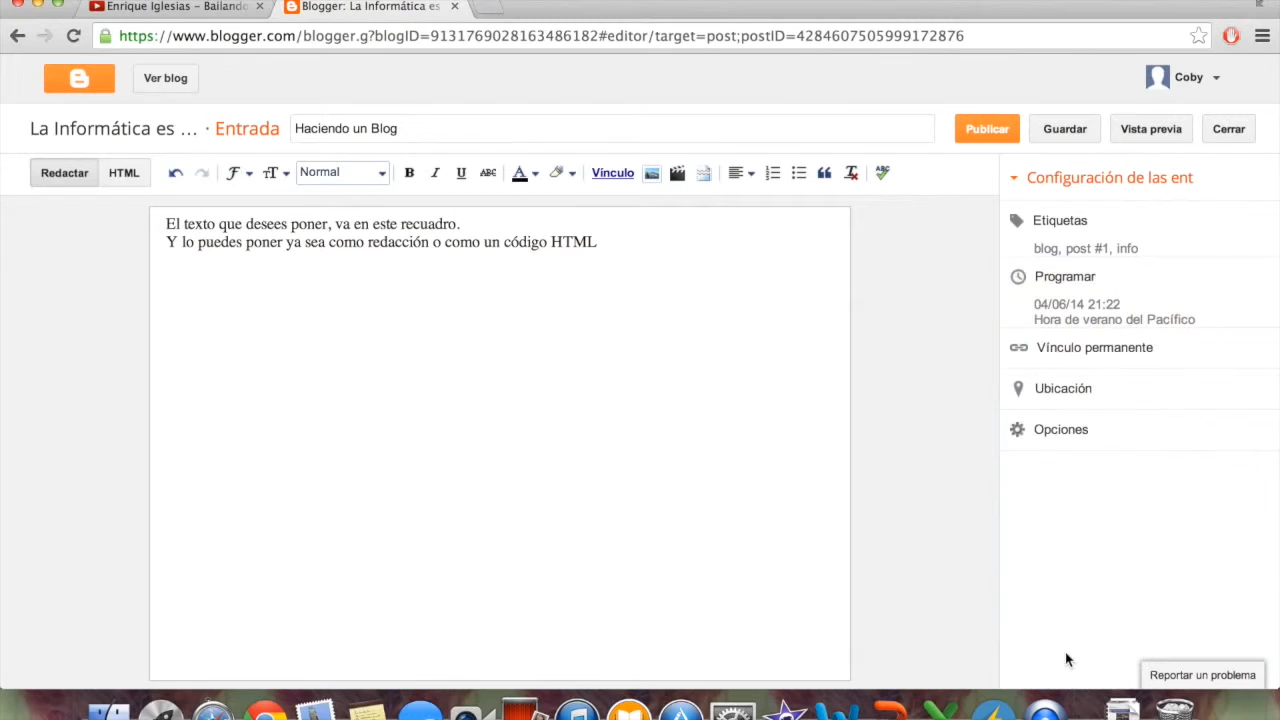 Enrique Iglesias – Bailando
Blogger: La Informática es
https://www.blogger.com/blogger.g?blogID=9131769028163486182#editor/target=post;postID=4284607505999172876
Ver blog
Coby
La Informática es ... · Entrada
Haciendo un Blog
Publicar
Guardar
Vista previa
Cerrar
Redactar
HTML
Normal
B I U ABC A Vínculo
ABC
Configuración de las ent
El texto que desees poner, va en este recuadro.
Y lo puedes poner ya sea como redacción o como un código HTML
Etiquetas
blog, post #1, info
Programar
04/06/14 21:22
Hora de verano del Pacífico
Vínculo permanente
Ubicación
Opciones
Reportar un problema